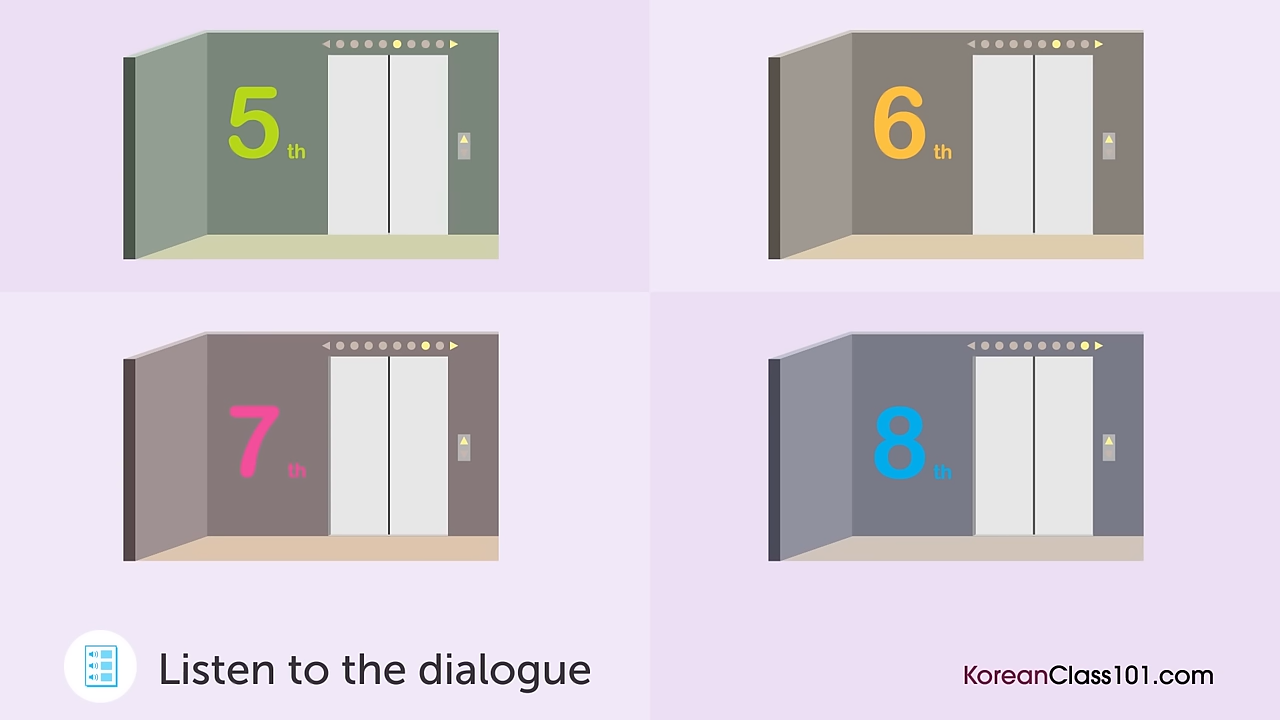 5th
6th
7th
8th
Listen to the dialogue
KoreanClass101.com